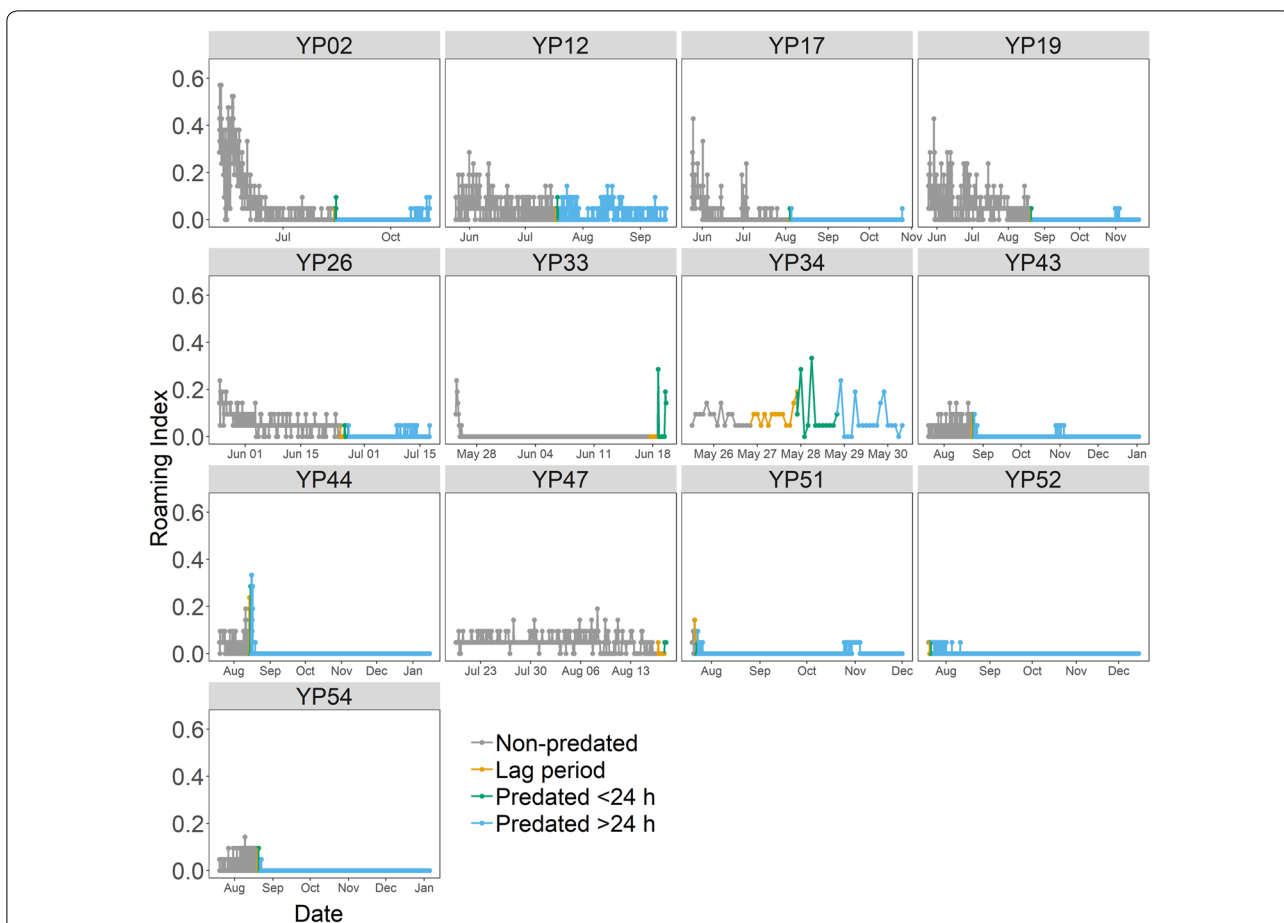 YP02 YP12 YP17 YP19
0.6
0.4
0.2
0.0
Jul Oct Jun Jul Aug Sep Jun Jul Aug Sep Oct Nov Jun Jul Aug Sep Oct Nov
YP26 YP33 YP34 YP43
0.6
0.4
0.2
0.0
Jun 01 Jun 15 Jul 01 Jul 15 May 28 Jun 04 Jun 11 Jun 18 May 26 May 27 May 28 May 29 May 30 Aug Sep Oct Nov Dec Jan
Roaming Index
YP44 YP47 YP51 YP52
0.6
0.4
0.2
0.0
Aug Sep Oct Nov Dec Jan Jul 23 Jul 30 Aug 06 Aug 13 Aug Sep Oct Nov Dec Aug Sep Oct Nov Dec
YP54
0.6
0.4
0.2
0.0
Aug Sep Oct Nov Dec Jan
Non-predated
Lag period
Predated <24 h
Predated >24 h
Date